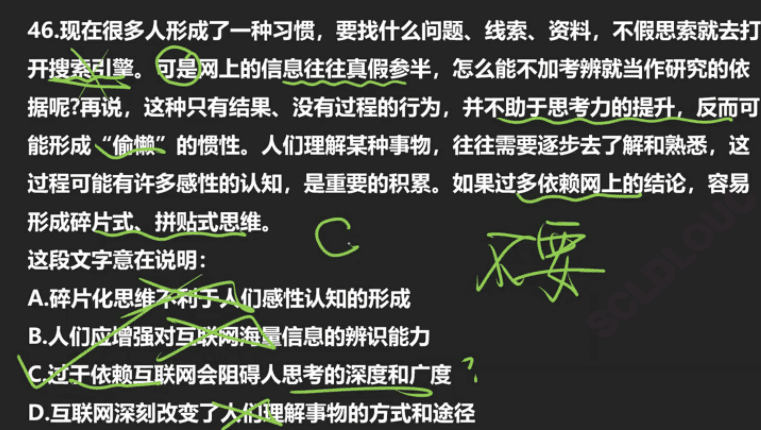 46.现在很多人形成了一种习惯，要找什么问题、线索、资料，不假思索就去打
开搜索引擎。可是网上的信息往往真假参半，怎么能不加考辨就当作研究的依
据呢?再说，这种只有结果、没有过程的行为，并不助于思考力的提升，反而可
能形成“偷懒”的惯性。人们理解某种事物，往往需要逐步去了解和熟悉，这
过程可能有许多感性的认知，是重要的积累。如果过多依赖网上的结论，容易
形成碎片式、拼贴式思维。
C
不要
这段文字意在说明：
A.碎片化思维不利于人们感性认知的形成
B.人们应增强对互联网海量信息的辨识能力
C.过于依赖互联网会阻碍人思考的深度和广度 ?
D.互联网深刻改变了人们理解事物的方式和途径